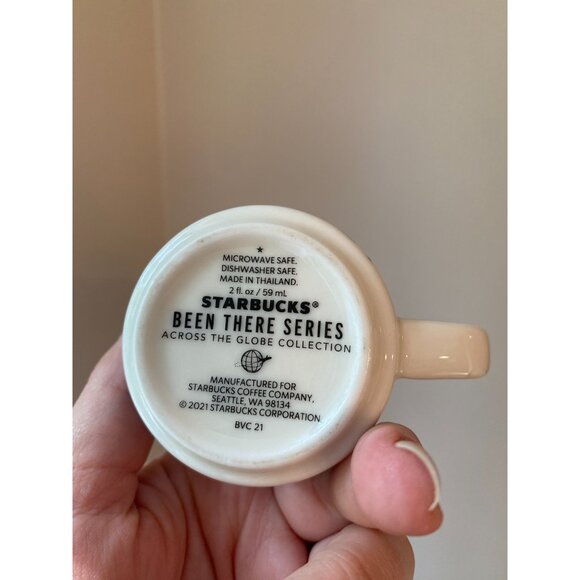 MICROWAVE SAFE.
DISHWASHER SAFE.
MADE IN THAILAND.
2 fl. oz / 59 mL
STARBUCKS®
BEEN THERE SERIES
ACROSS THE GLOBE COLLECTION
MANUFACTURED FOR
STARBUCKS COFFEE COMPANY,
SEATTLE, WA 98134
© 2021 STARBUCKS CORPORATION
BVC 21